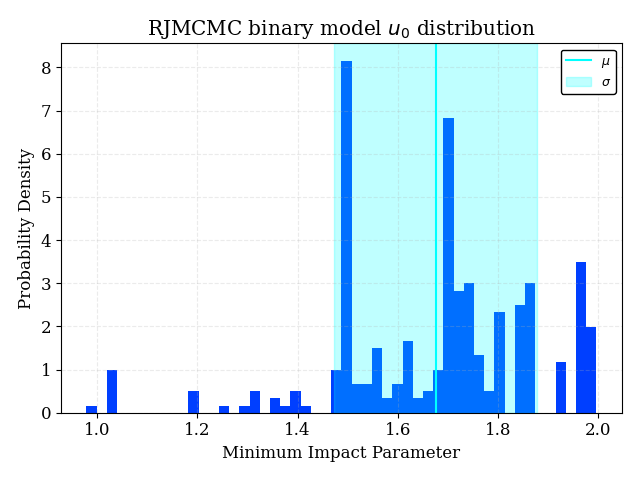 RJMCMC binary model $u_0$ distribution
μ
σ
Probability Density
8
7
6
5
4
3
2
1
0
1.0 1.2 1.4 1.6 1.8 2.0
Minimum Impact Parameter